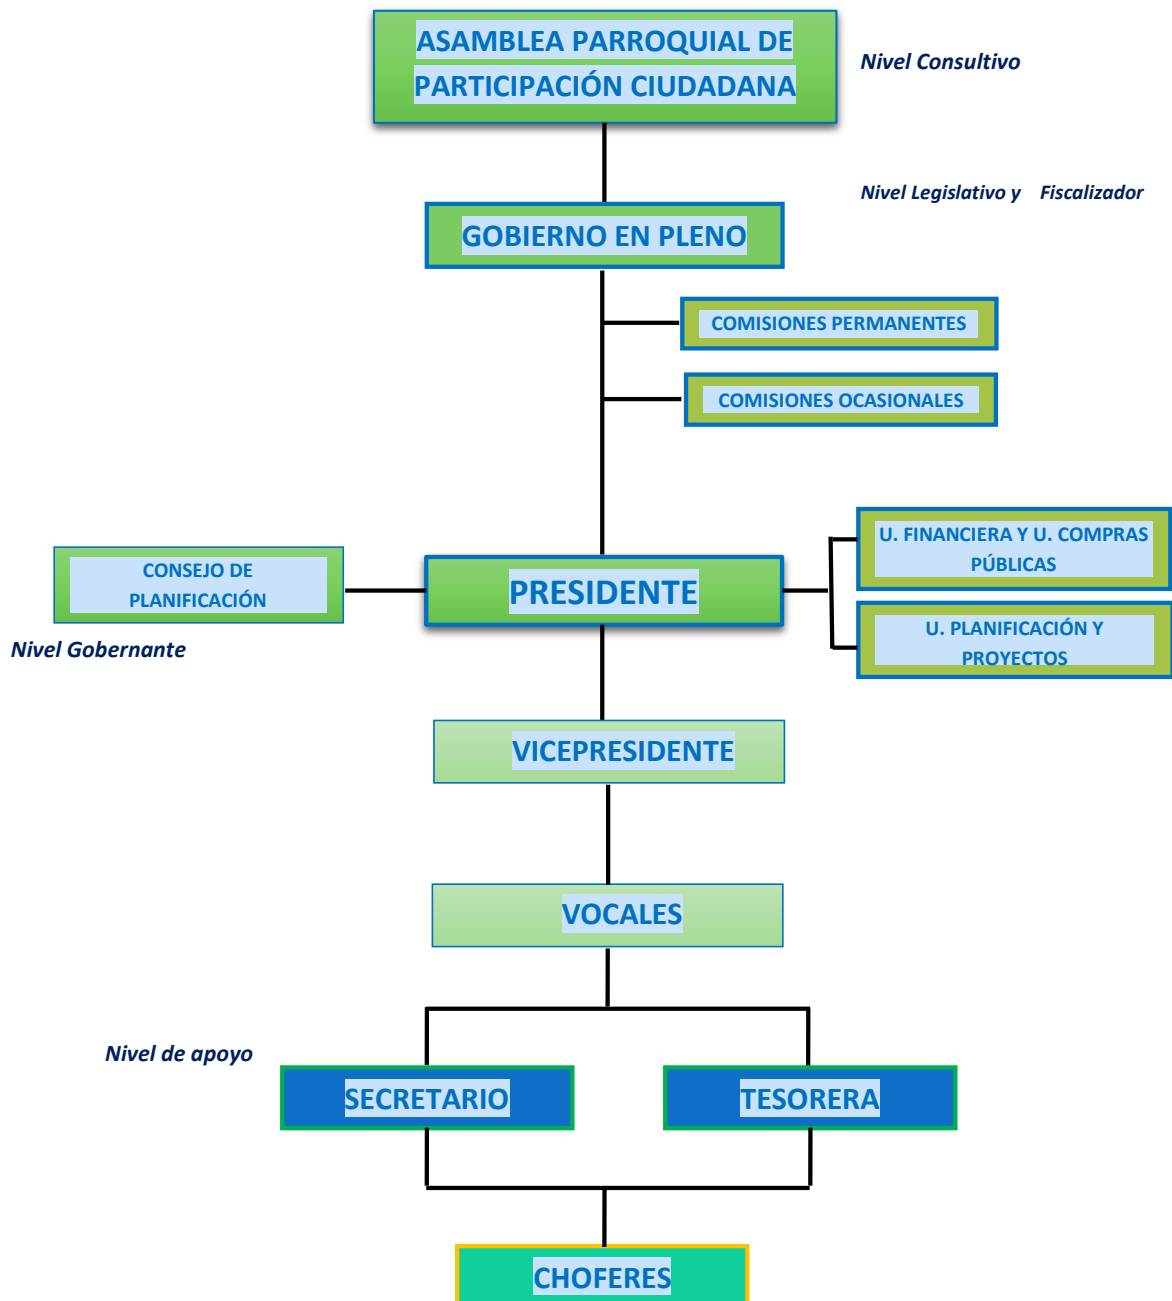 ASAMBLEA PARROQUIAL DE
PARTICIPACIÓN CIUDADANA
Nivel Consultivo
Nivel Legislativo y Fiscalizador
GOBIERNO EN PLENO
COMISIONES PERMANENTES
COMISIONES OCASIONALES
U. FINANCIERA Y U. COMPRAS
PÚBLICAS
CONSEJO DE
PLANIFICACIÓN
PRESIDENTE
U. PLANIFICACIÓN Y
PROYECTOS
Nivel Gobernante
VICEPRESIDENTE
VOCALES
Nivel de apoyo
SECRETARIO
TESORERA
CHOFERES